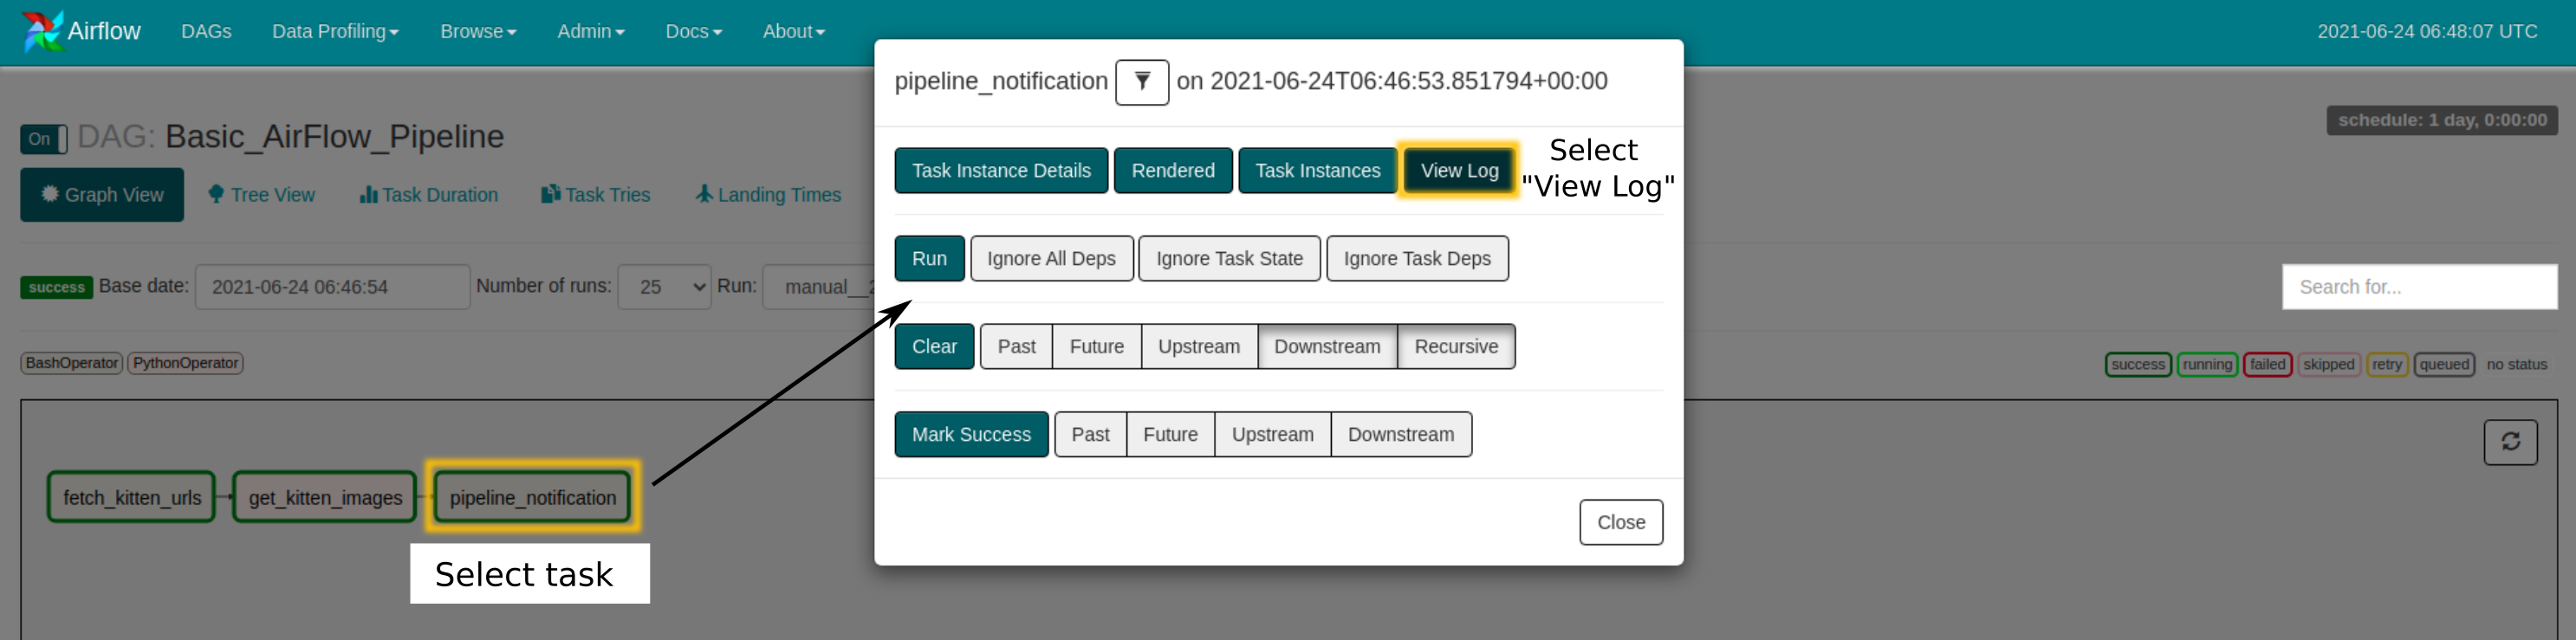 Airflow DAGs Data Profiling Browse Admin Docs About 2021-06-24 06:48:07 UTC
pipeline_notification on 2021-06-24T06:46:53.851794+00:00
On DAG: Basic_AirFlow_Pipeline
schedule: 1 day, 0:00:00
Graph View Tree View Task Duration Task Tries Landing Times
Task Instance Details Rendered Task Instances View Log
Select
"View Log"
Run Ignore All Deps Ignore Task State Ignore Task Deps
success Base date: 2021-06-24 06:46:54 Number of runs: 25 Run: manual__2
Search for...
Clear Past Future Upstream Downstream Recursive
BashOperator PythonOperator
success running failed skipped retry queued no status
Mark Success Past Future Upstream Downstream
fetch_kitten_urls get_kitten_images pipeline_notification
Close
Select task